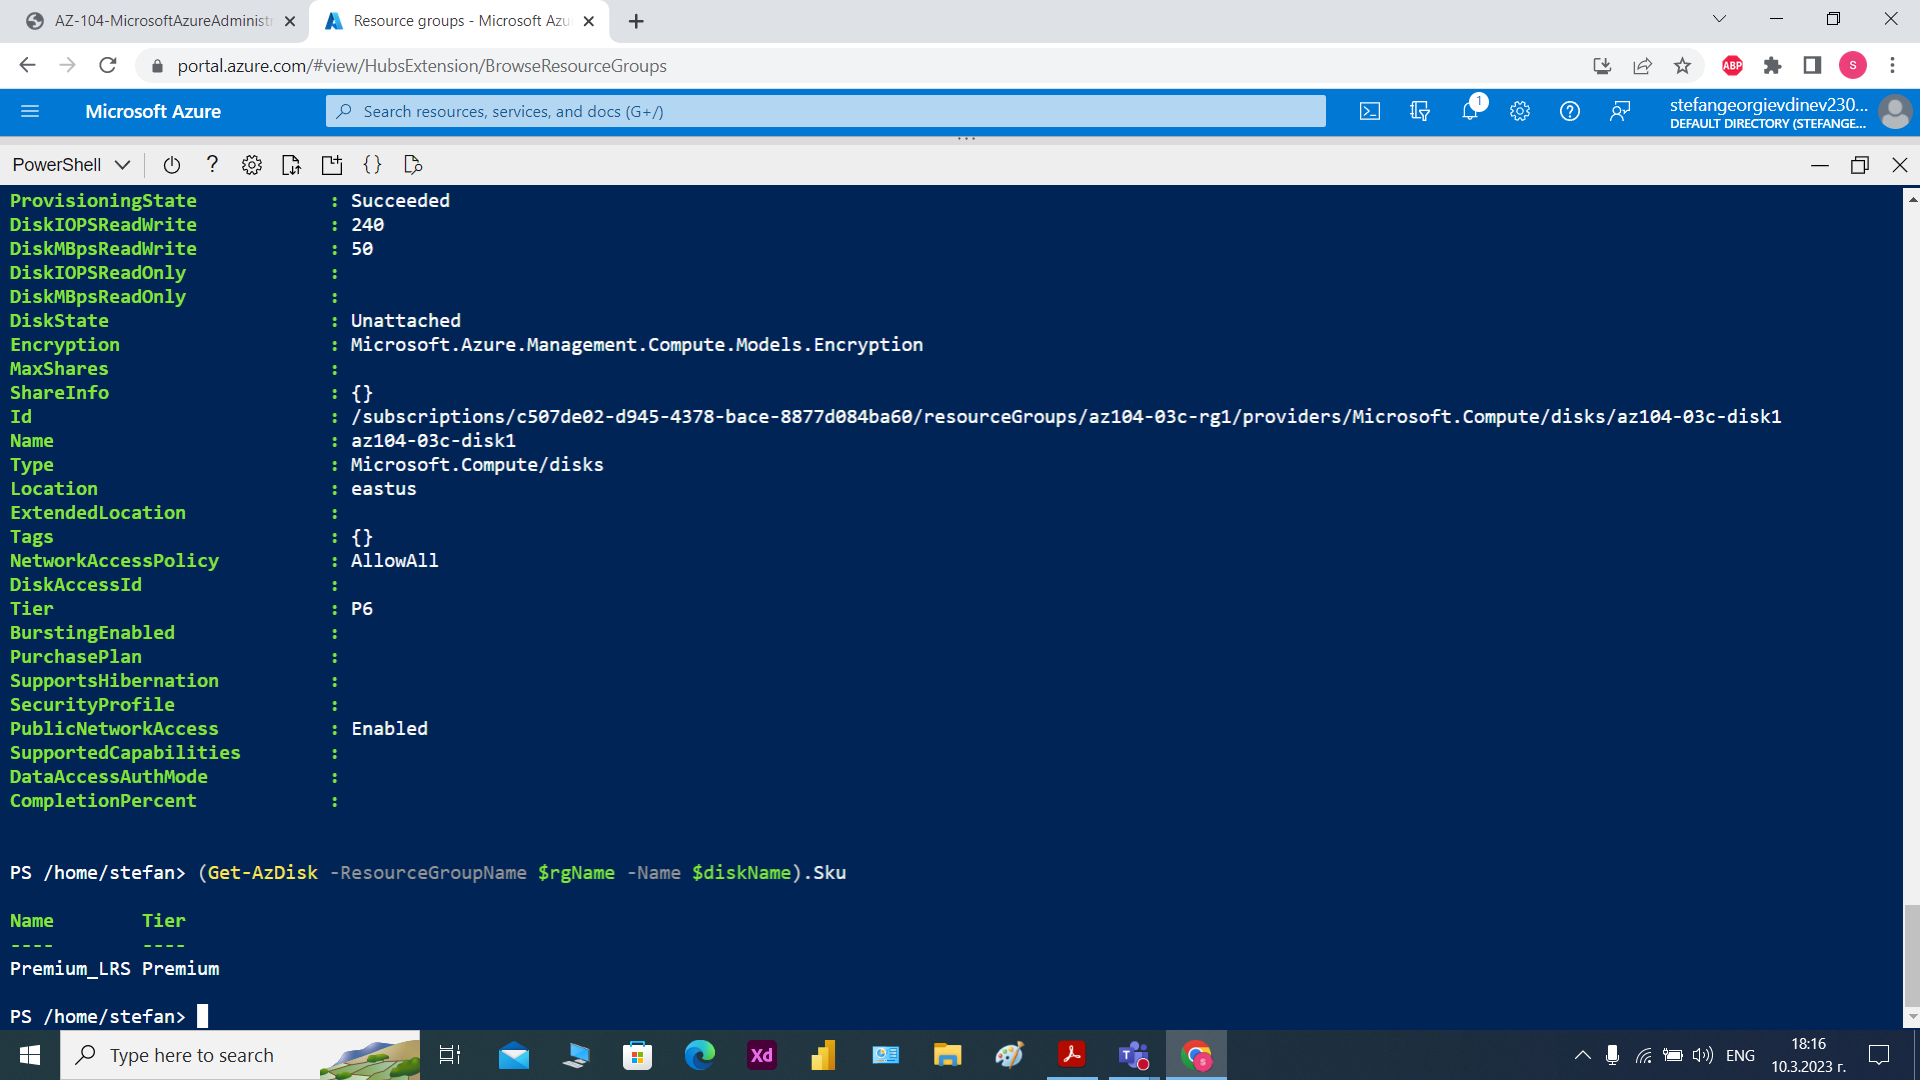 AZ-104-MicrosoftAzureAdministr
Resource groups - Microsoft Azu
portal.azure.com/#view/HubsExtension/BrowseResourceGroups
ABP
s
Microsoft Azure
Search resources, services, and docs (G+/)
1
stefangeorgievdinev230...
DEFAULT DIRECTORY (STEFANGE...
PowerShell
ProvisioningState : Succeeded
DiskIOPSReadWrite : 240
DiskMBpsReadWrite : 50
DiskIOPSReadOnly :
DiskMBpsReadOnly :
DiskState : Unattached
Encryption : Microsoft.Azure.Management.Compute.Models.Encryption
MaxShares :
ShareInfo : {}
Id : /subscriptions/c507de02-d945-4378-bace-8877d084ba60/resourceGroups/az104-03c-rg1/providers/Microsoft.Compute/disks/az104-03c-disk1
Name : az104-03c-disk1
Type : Microsoft.Compute/disks
Location : eastus
ExtendedLocation :
Tags : {}
NetworkAccessPolicy : AllowAll
DiskAccessId :
Tier : P6
BurstingEnabled :
PurchasePlan :
SupportsHibernation :
SecurityProfile :
PublicNetworkAccess : Enabled
SupportedCapabilities :
DataAccessAuthMode :
CompletionPercent :
PS /home/stefan> (Get-AzDisk -ResourceGroupName $rgName -Name $diskName).Sku
Name Tier
---- ----
Premium_LRS Premium
PS /home/stefan>
Type here to search
Xd
ENG
18:16
10.3.2023 г.